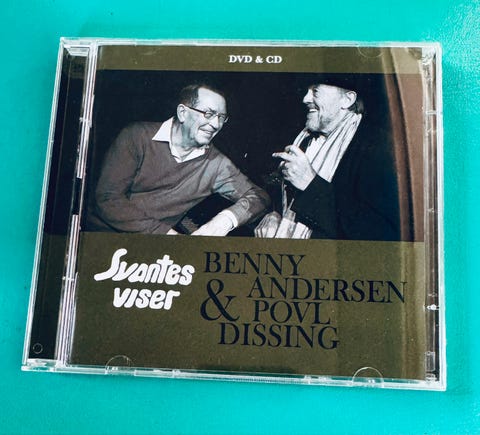 DVD & CD
Svantes
viser
BENNY
ANDERSEN
& POVL
DISSING